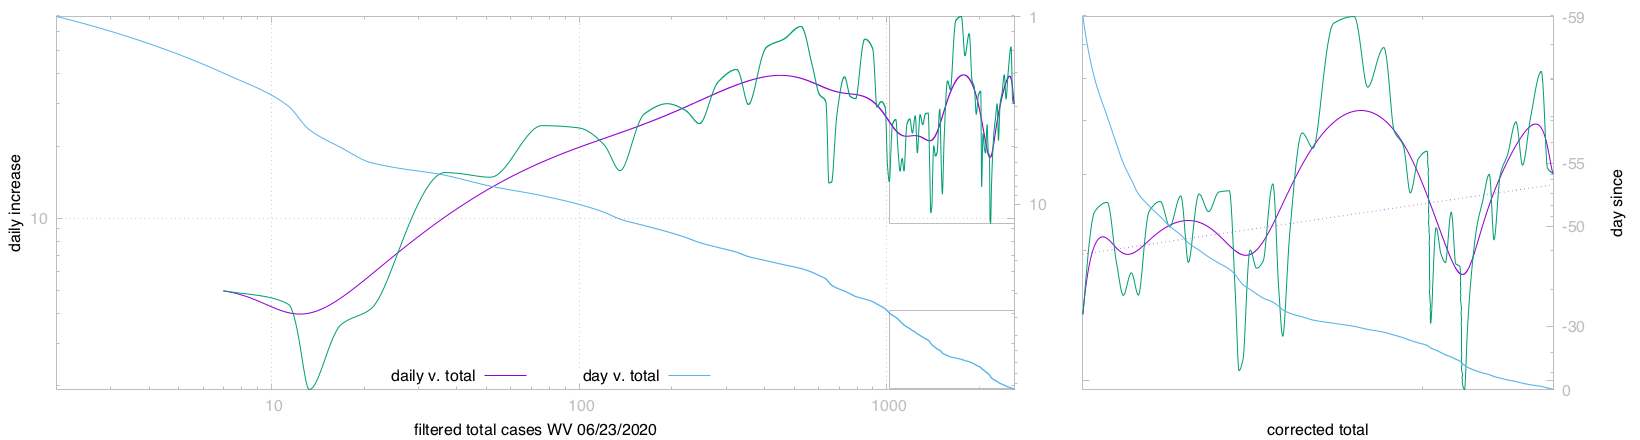 daily increase
10
daily v. total
day v. total
10
100
1000
filtered total cases WV 06/23/2020
1
10
-59
-55
-50
-30
0
day since
corrected total